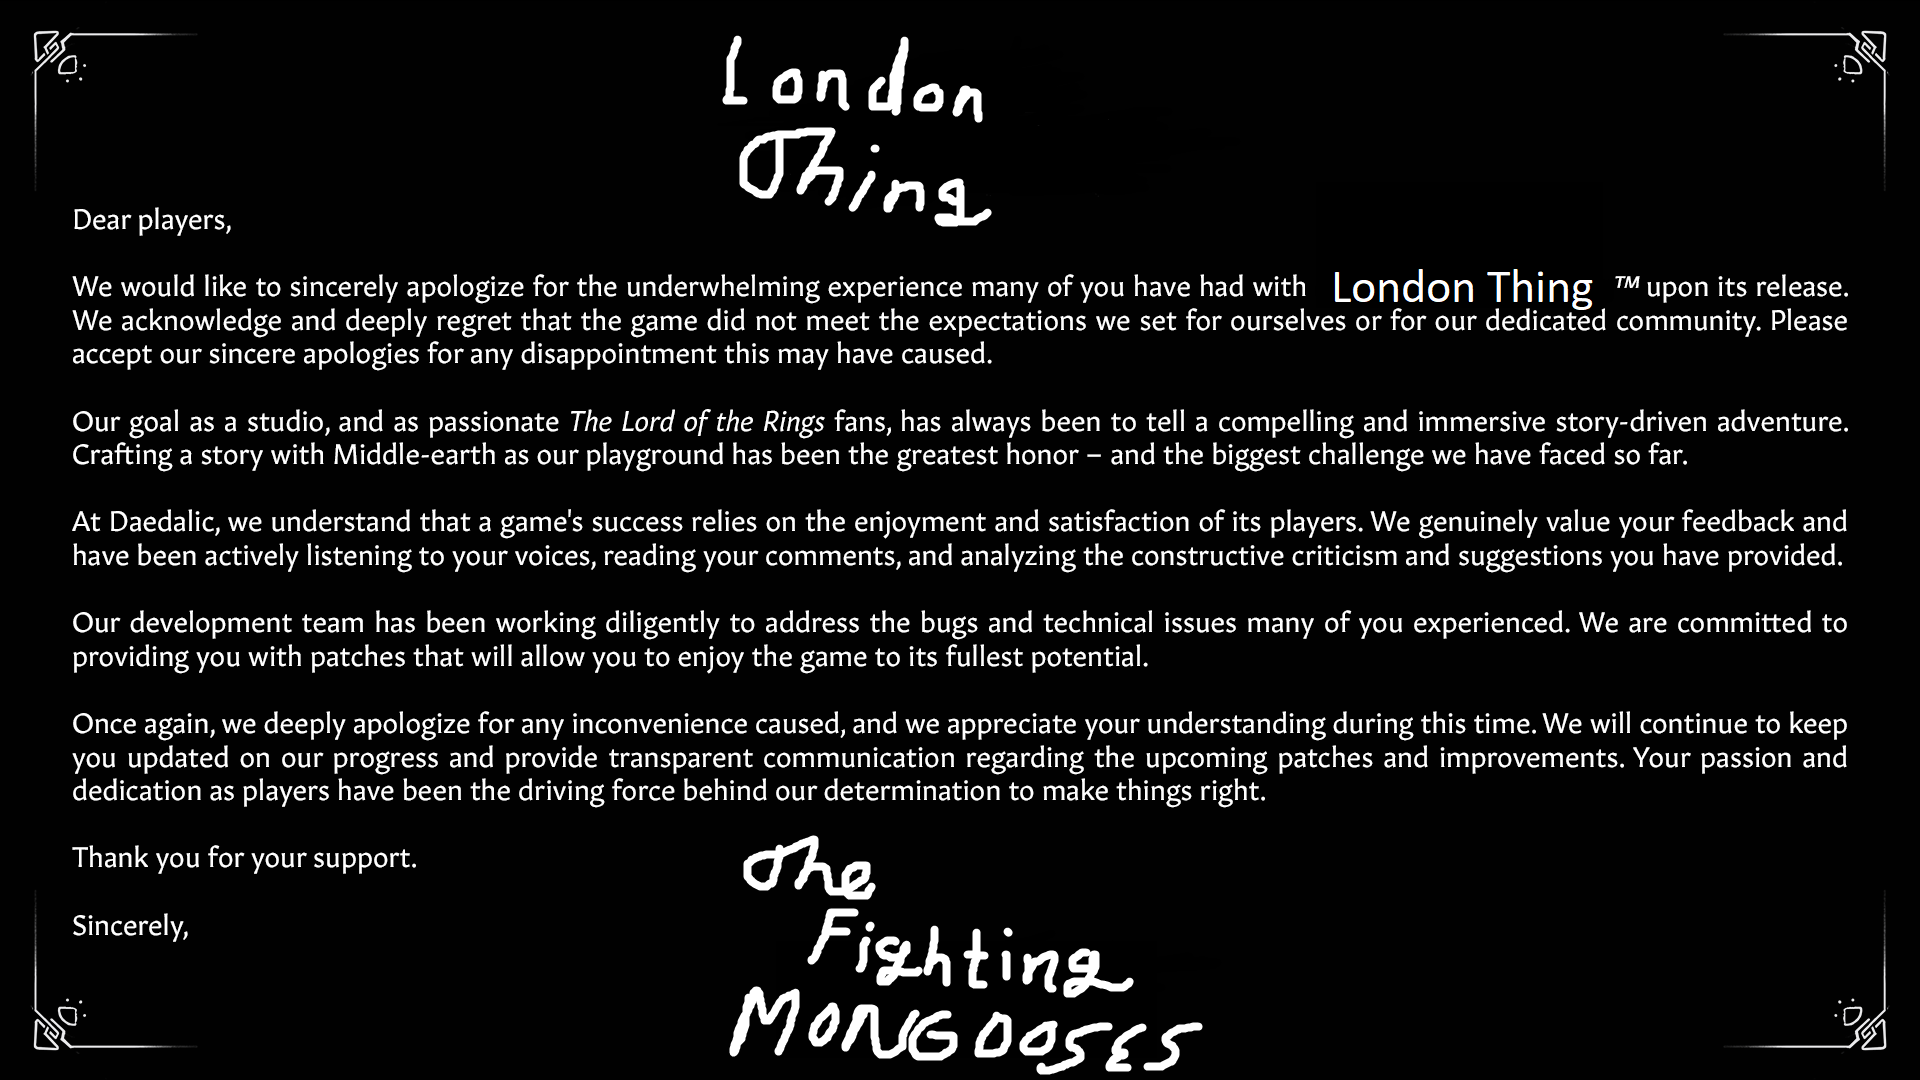 London
Thing
Dear players,
We would like to sincerely apologize for the underwhelming experience many of you have had with London Thing ™ upon its release.
We acknowledge and deeply regret that the game did not meet the expectations we set for ourselves or for our dedicated community. Please
accept our sincere apologies for any disappointment this may have caused.
Our goal as a studio, and as passionate The Lord of the Rings fans, has always been to tell a compelling and immersive story-driven adventure.
Crafting a story with Middle-earth as our playground has been the greatest honor – and the biggest challenge we have faced so far.
At Daedalic, we understand that a game's success relies on the enjoyment and satisfaction of its players. We genuinely value your feedback and
have been actively listening to your voices, reading your comments, and analyzing the constructive criticism and suggestions you have provided.
Our development team has been working diligently to address the bugs and technical issues many of you experienced. We are committed to
providing you with patches that will allow you to enjoy the game to its fullest potential.
Once again, we deeply apologize for any inconvenience caused, and we appreciate your understanding during this time. We will continue to keep
you updated on our progress and provide transparent communication regarding the upcoming patches and improvements. Your passion and
dedication as players have been the driving force behind our determination to make things right.
Thank you for your support.
Sincerely,
The
Fighting
MONGOOSES